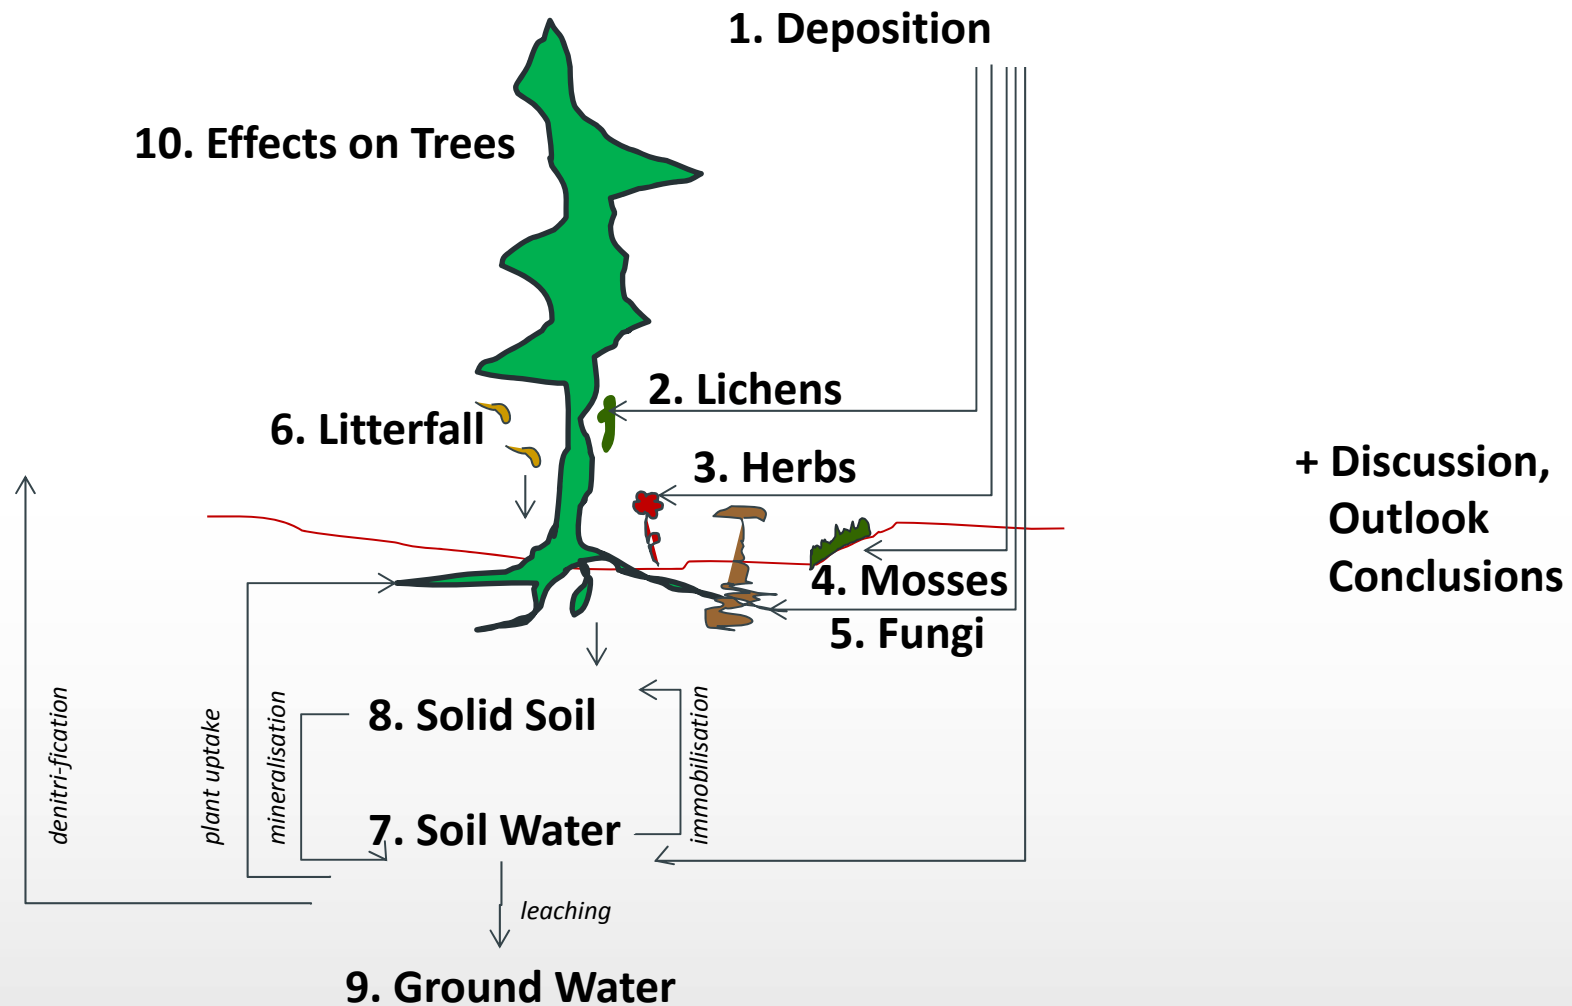 1. Deposition
10. Effects on Trees
2. Lichens
6. Litterfall
3. Herbs
+ Discussion,
Outlook
Conclusions
4. Mosses
5. Fungi
denitri-fication
plant uptake
mineralisation
8. Solid Soil
immobilisation
7. Soil Water
leaching
9. Ground Water